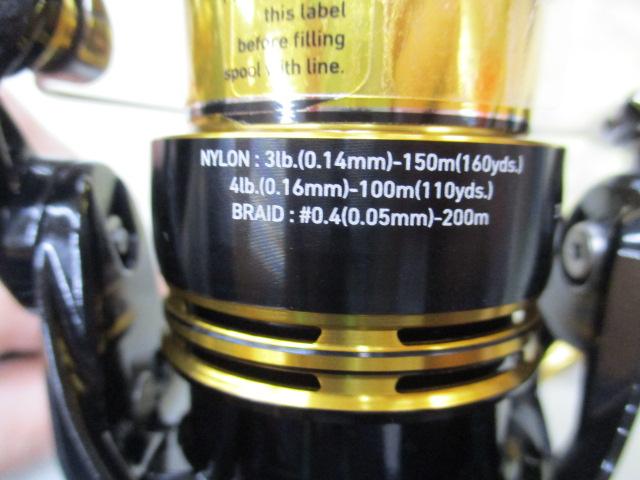 this label
before filling
spool with line.
NYLON : 3lb.(0.14mm)-150m(160yds.)
4lb.(0.16mm)-100m(110yds.)
BRAID : #0.4(0.05mm)-200m